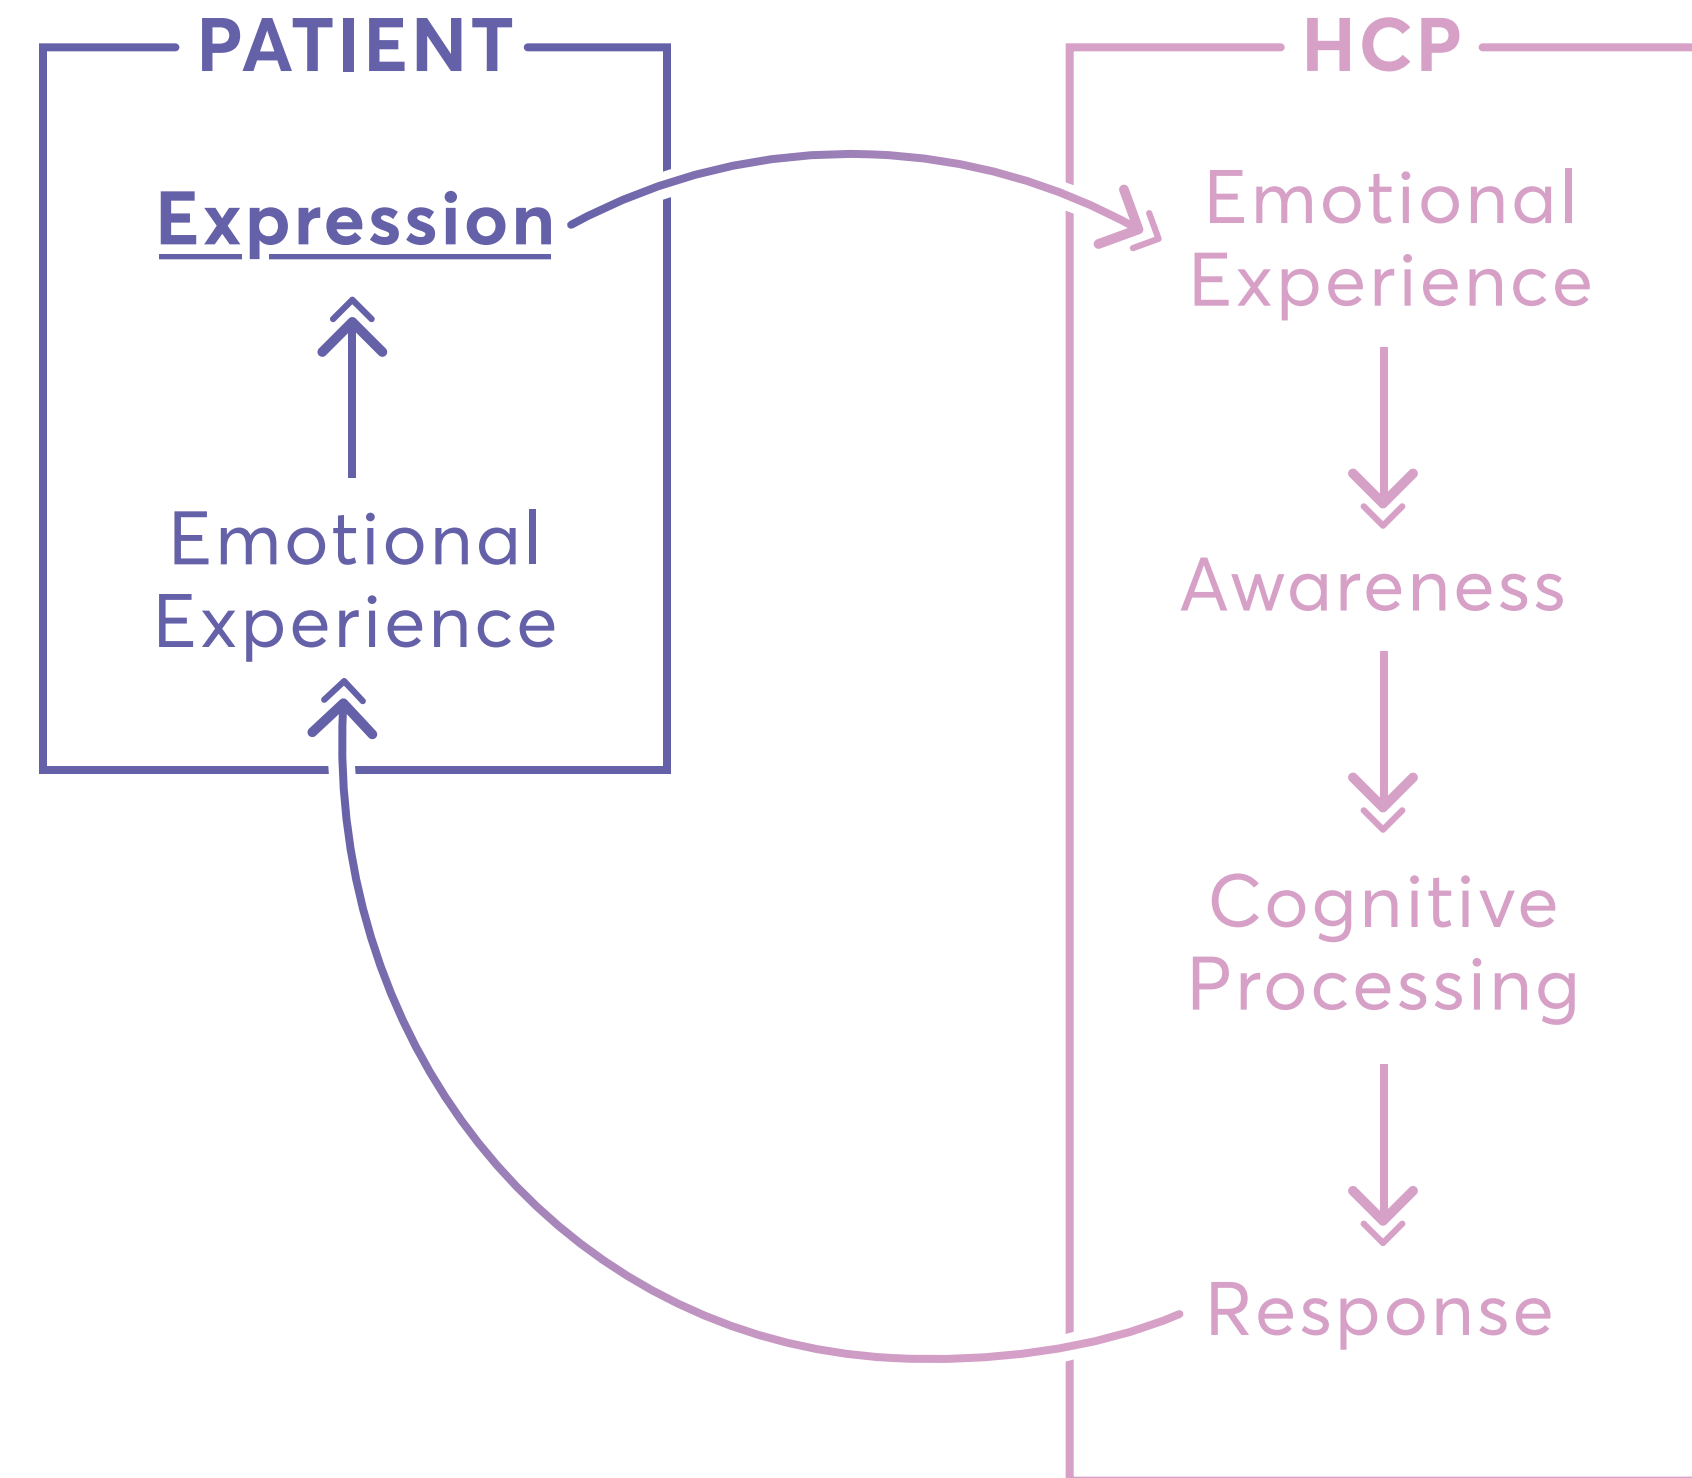 PATIENT
Expression
Emotional
Experience
HCP
Emotional
Experience
Awareness
Cognitive
Processing
Response